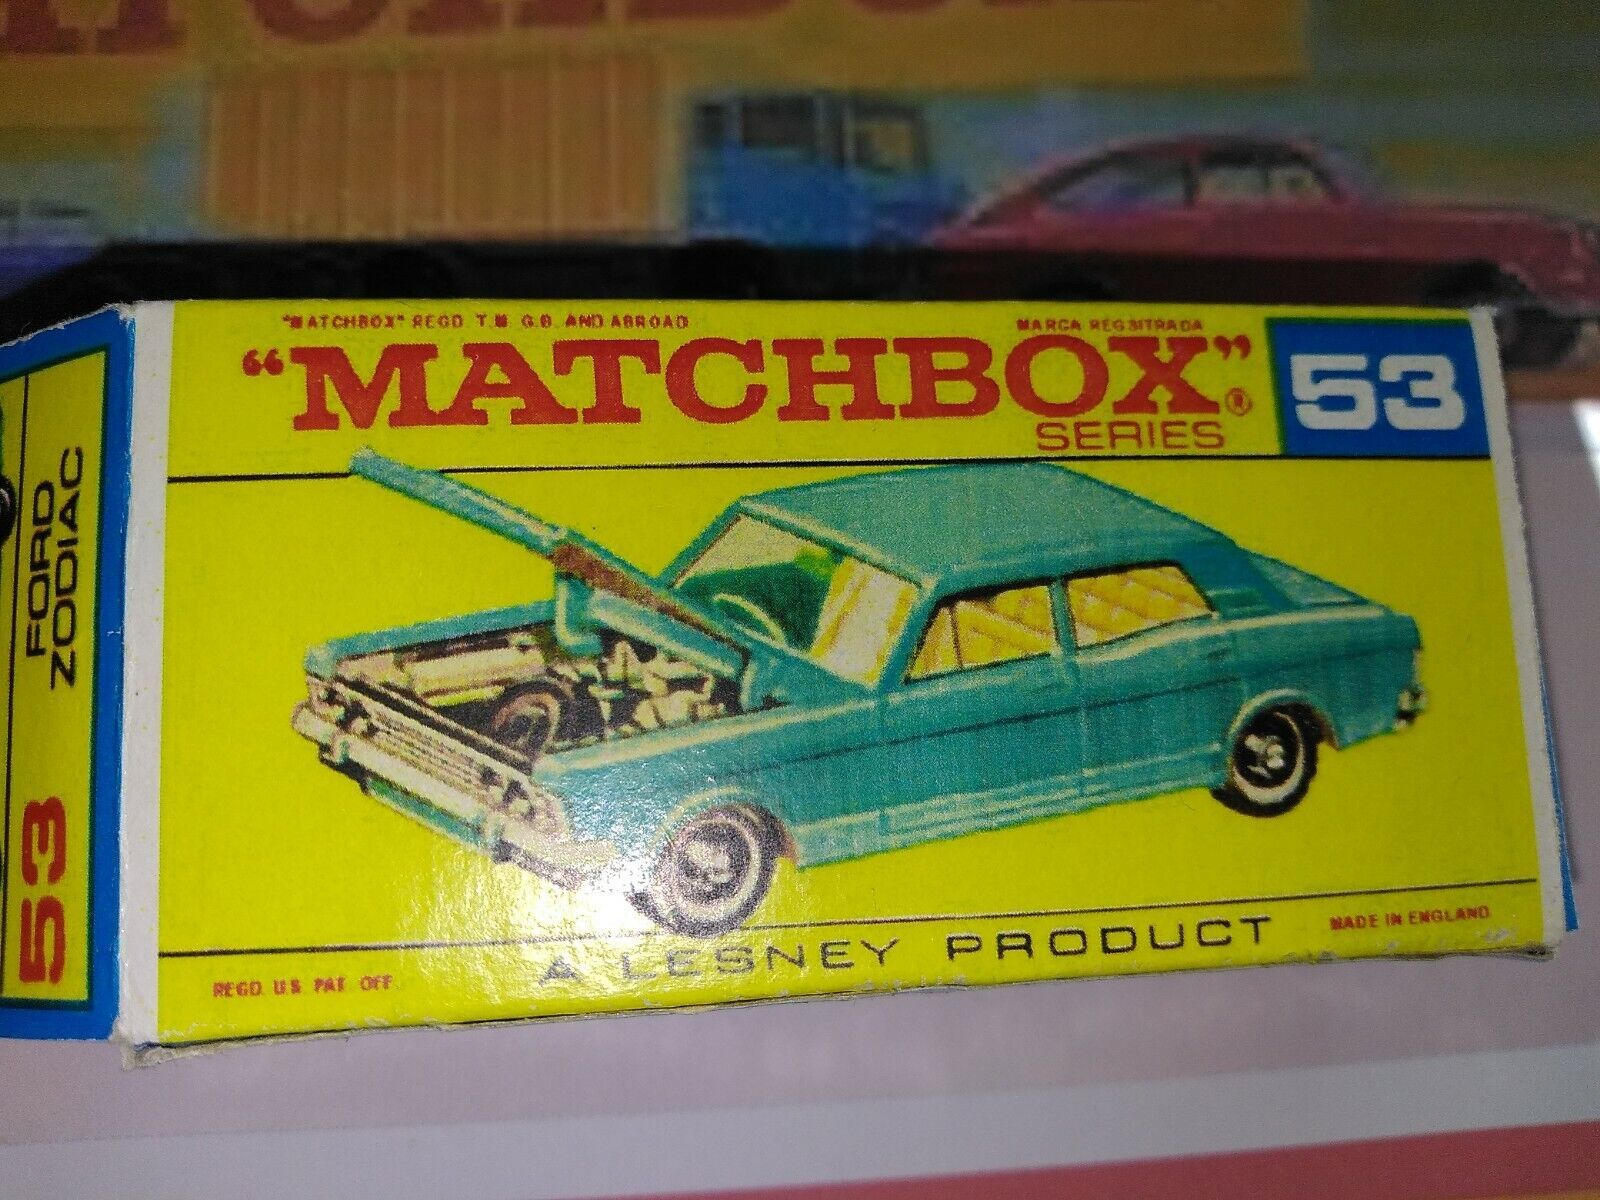 "MATCHBOX" REGD T.M G.B. AND ABROAD
MARCA REGSITRADA
"MATCHBOX"®
SERIES
53
FORD
ZODIAC
53
REGD. U.S PAT OFF.
A LESNEY PRODUCT
MADE IN ENGLAND